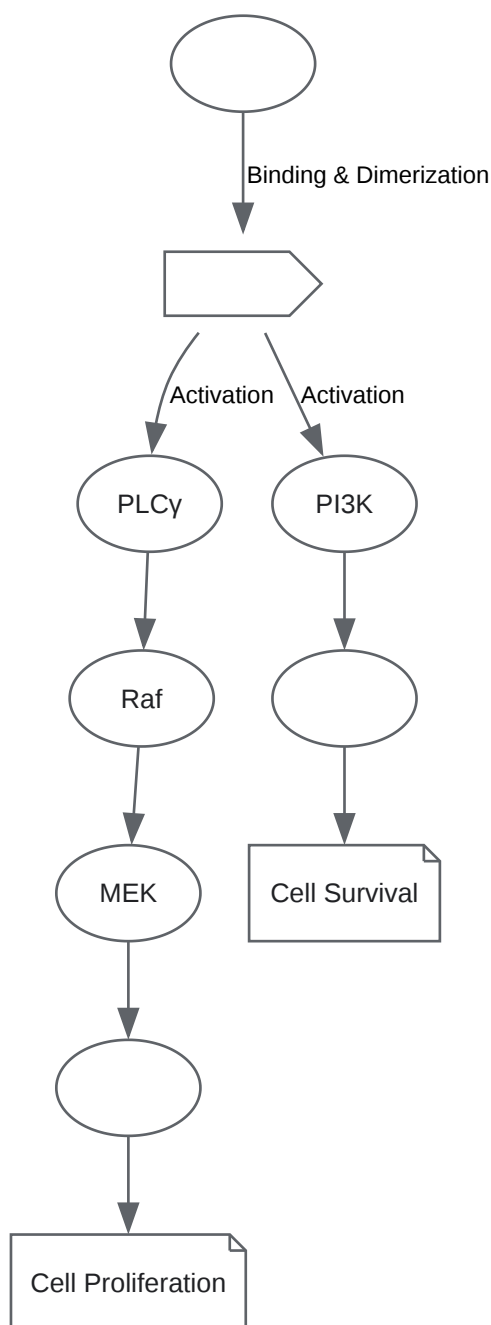 Binding & Dimerization
Activation
Activation
PLCγ
PI3K
Raf
MEK
Cell Survival
Cell Proliferation